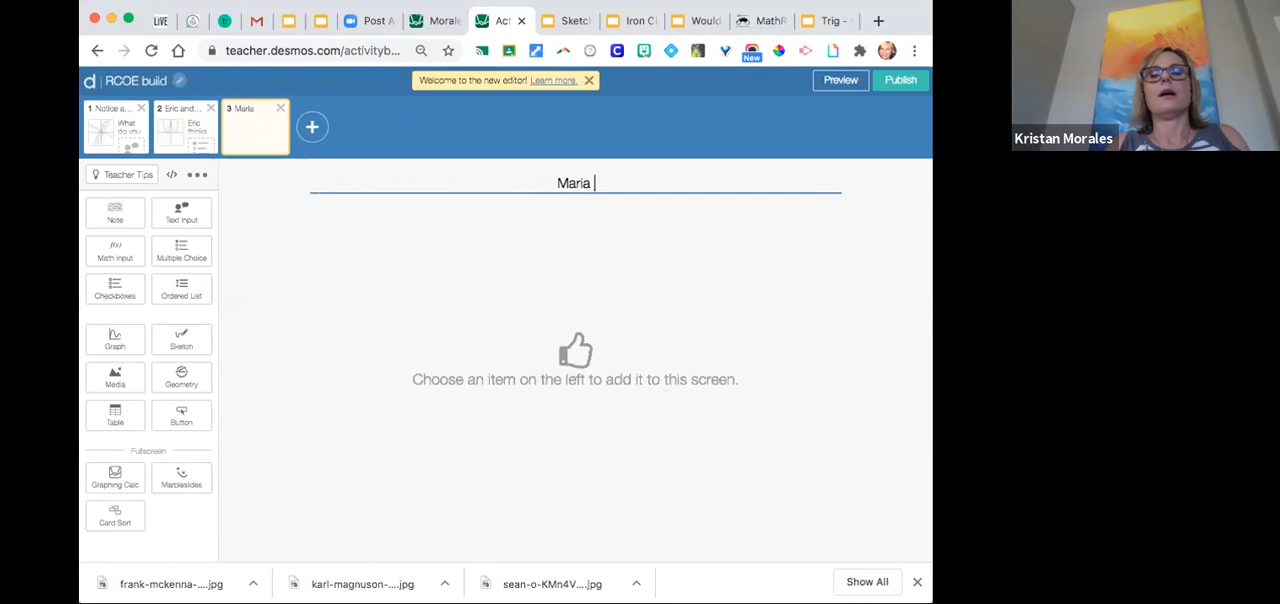 LIVE
Post A
Morale
Act
Sketch
Iron C
Would
MathR
Trig -
teacher.desmos.com/activityb...
New
d | RCOE build
Welcome to the new editor! Learn more.
Preview
Publish
1 Notice a...
What do you
2 Eric and...
Eric thinks
3 Maria
Teacher Tips
Maria
Note
Text Input
f(x)
Math Input
Multiple Choice
Checkboxes
Ordered List
Graph
Sketch
Media
Geometry
Table
Button
Fullscreen
Graphing Calc
Marbleslides
Card Sort
Choose an item on the left to add it to this screen.
frank-mckenna-....jpg
karl-magnuson-....jpg
sean-o-KMn4V....jpg
Show All
Kristan Morales